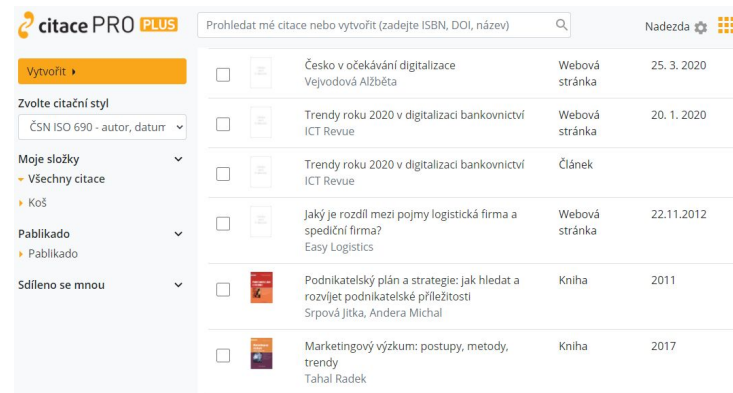 citace PRO PLUS
Prohledat mé citace nebo vytvořit (zadejte ISBN, DOI, název)
Nadezda
Vytvořit
Zvolte citační styl
ČSN ISO 690 - autor, datum
Moje složky
Všechny citace
Koš
Pablikado
Pablikado
Sdíleno se mnou
Česko v očekávání digitalizace
Vejvodová Alžběta
Webová
stránka
25. 3. 2020
Trendy roku 2020 v digitalizaci bankovnictví
ICT Revue
Webová
stránka
20. 1. 2020
Trendy roku 2020 v digitalizaci bankovnictví
ICT Revue
Článek
Jaký je rozdíl mezi pojmy logistická firma a
spediční firma?
Easy Logistics
Webová
stránka
22.11.2012
Podnikatelský plán a strategie: jak hledat a
rozvíjet podnikatelské příležitosti
Srpová Jitka, Andera Michal
Kniha
2011
Marketingový výzkum: postupy, metody,
trendy
Tahal Radek
Kniha
2017